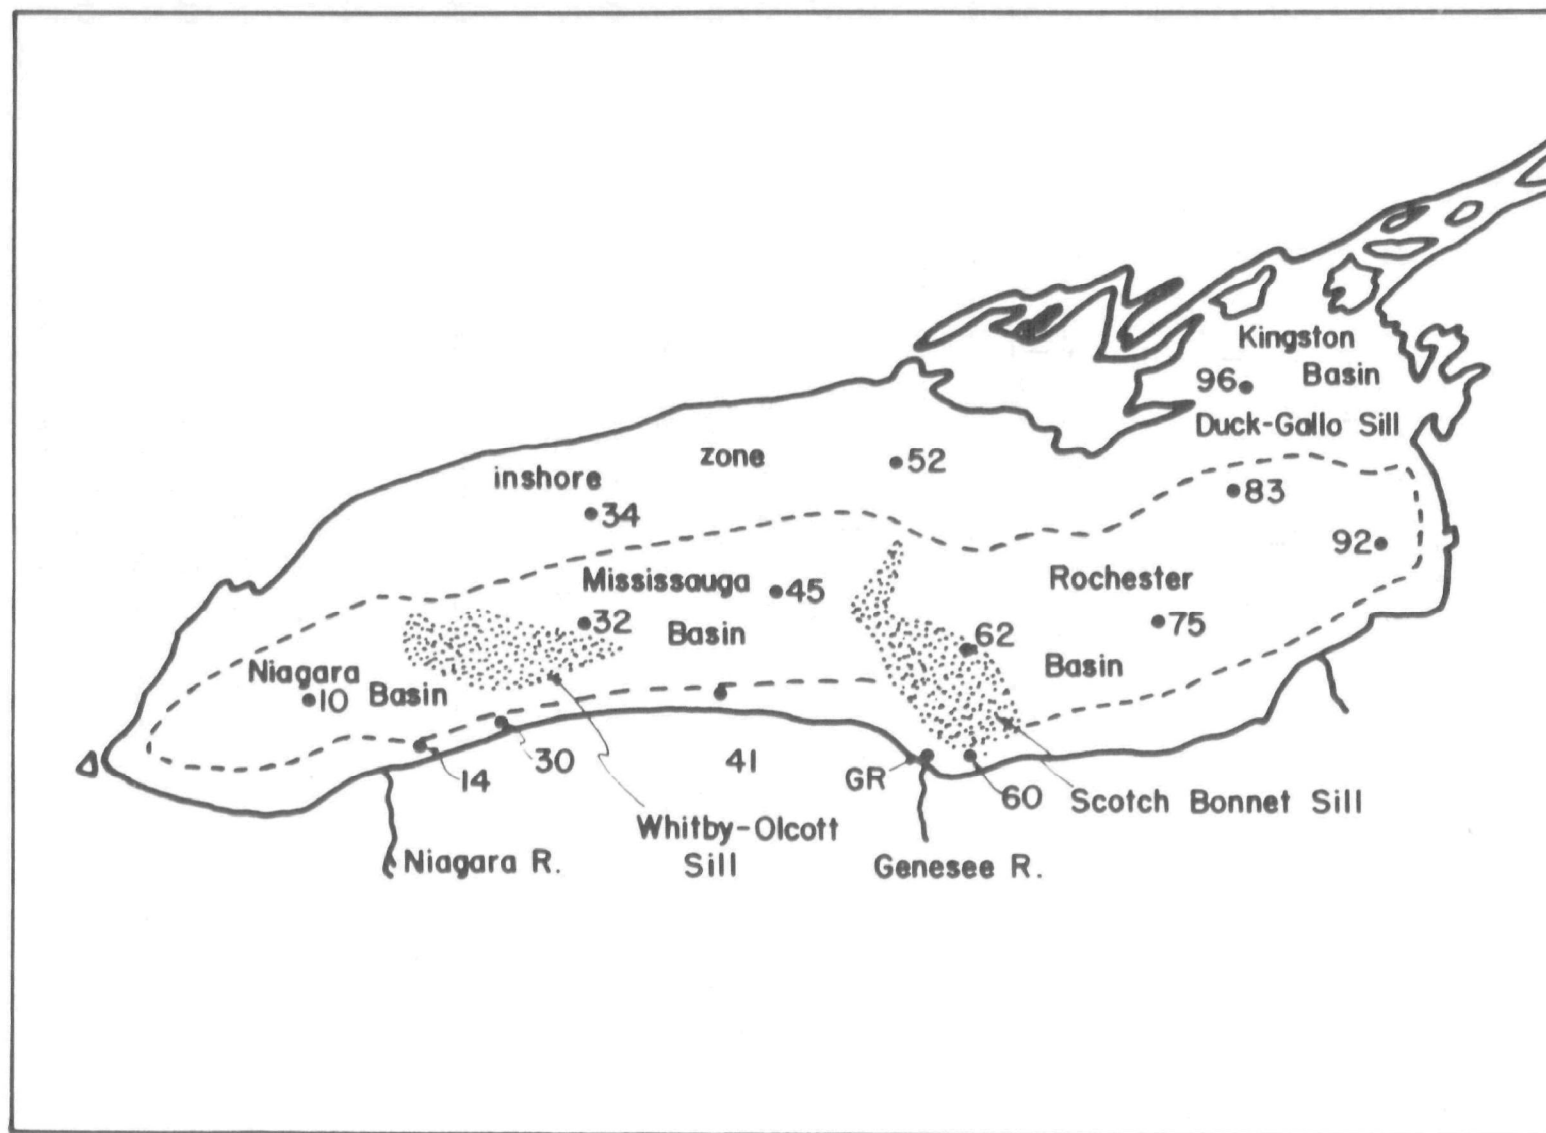 Kingston
Basin
96
Duck-Gallo Sill
zone
52
inshore
34
83
92
Mississauga
45
Rochester
32
Basin
62
75
Basin
Niagara
10
Basin
14
30
41
GR
60
Scotch Bonnet Sill
Whitby-Olcott
Sill
Niagara R.
Genesee R.